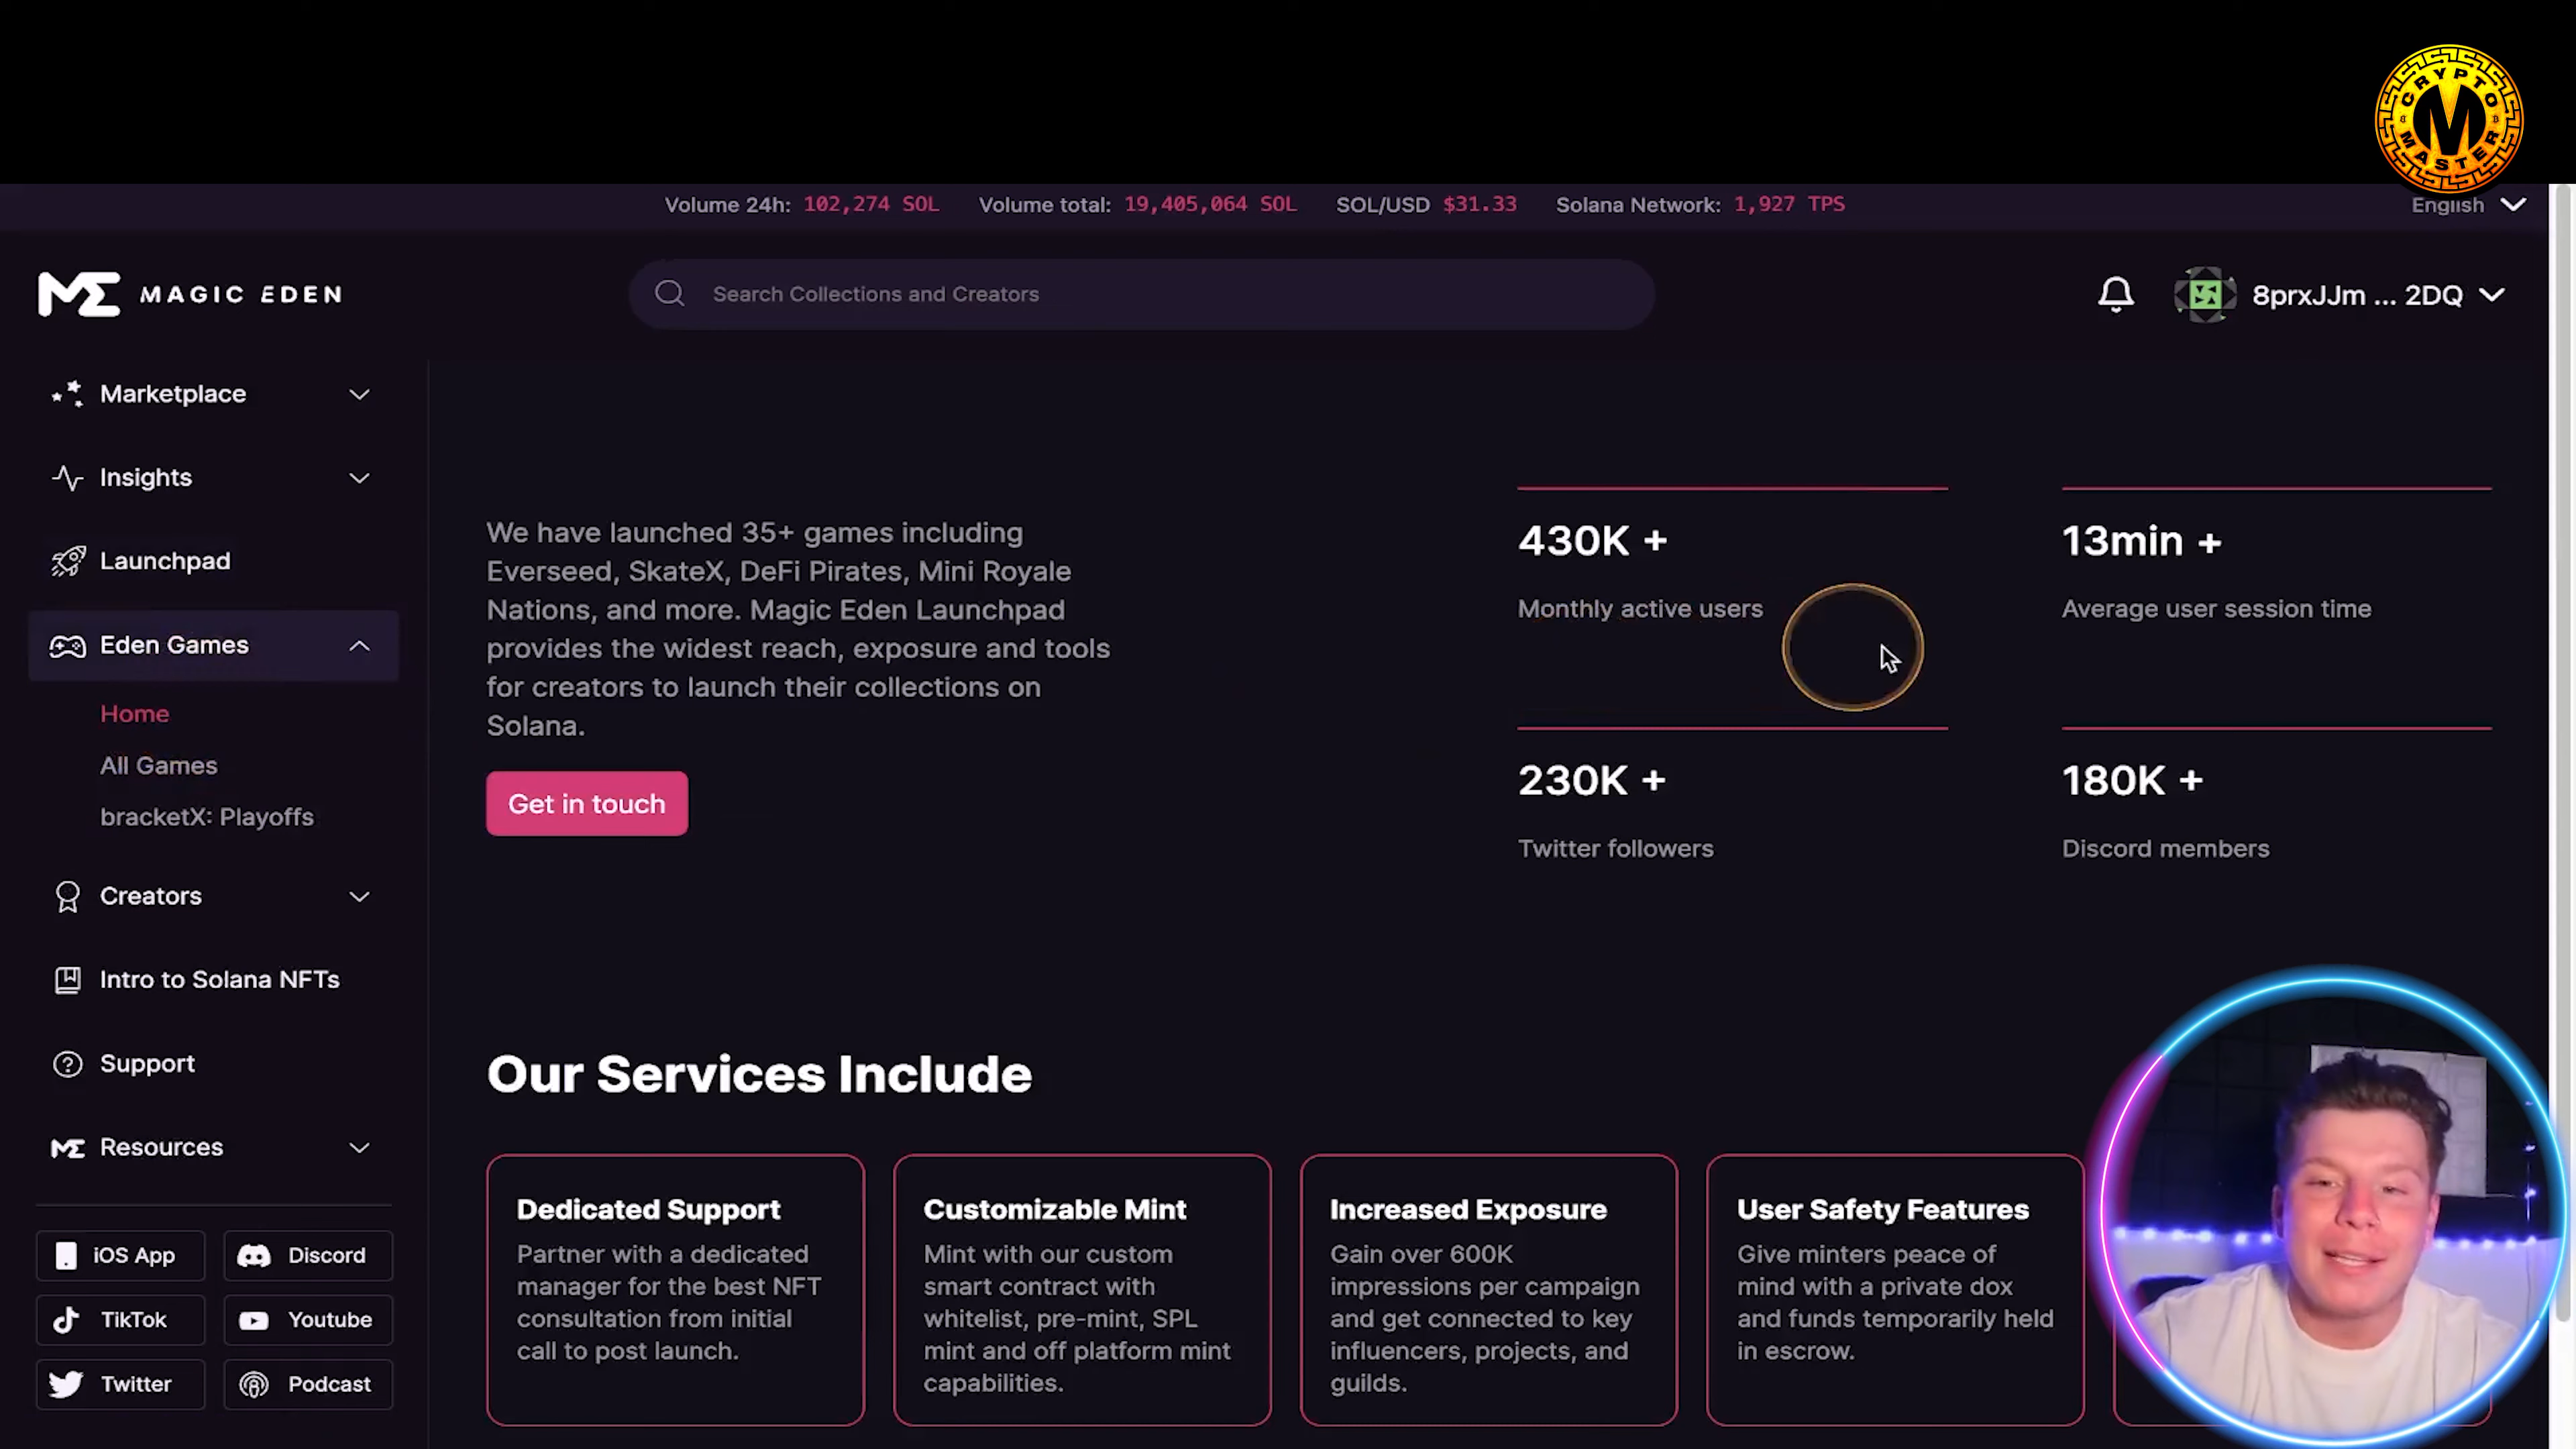 CRYPTO
M
MASTER
Volume 24h: 102,274 SOL Volume total: 19,405,064 SOL SOL/USD $31.33 Solana Network: 1,927 TPS English
ME MAGIC EDEN
Search Collections and Creators
8prxJJm ... 2DQ
Marketplace
Insights
Launchpad
Eden Games
Home
All Games
bracketX: Playoffs
Creators
Intro to Solana NFTs
Support
ME Resources
iOS App
Discord
TikTok
Youtube
Twitter
Podcast
We have launched 35+ games including
Everseed, SkateX, DeFi Pirates, Mini Royale
Nations, and more. Magic Eden Launchpad
provides the widest reach, exposure and tools
for creators to launch their collections on
Solana.
Get in touch
430K +
Monthly active users
13min +
Average user session time
230K +
Twitter followers
180K +
Discord members
Our Services Include
Dedicated Support
Partner with a dedicated
manager for the best NFT
consultation from initial
call to post launch.
Customizable Mint
Mint with our custom
smart contract with
whitelist, pre-mint, SPL
mint and off platform mint
capabilities.
Increased Exposure
Gain over 600K
impressions per campaign
and get connected to key
influencers, projects, and
guilds.
User Safety Features
Give minters peace of
mind with a private dox
and funds temporarily held
in escrow.